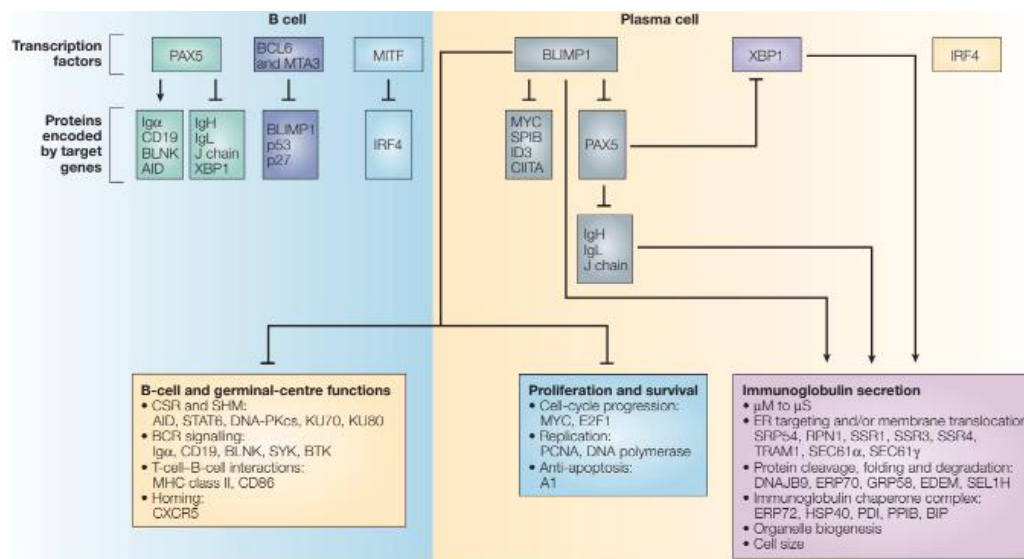 B cell
Plasma cell
Transcription
factors
PAX5
BCL6
and MTA3
MITF
BLIMP1
XBP1
IRF4
Proteins
encoded
by target
genes
Igα
CD19
BLNK
AID
IgH
IgL
J chain
XBP1
BLIMP1
p53
p27
IRF4
MYC
SPIB
ID3
CIITA
PAX5
IgH
IgL
J chain
B-cell and germinal-centre functions
• CSR and SHM:
AID, STAT6, DNA-PKcs, KU70, KU80
• BCR signalling:
Igα, CD19, BLNK, SYK, BTK
• T-cell–B-cell interactions:
MHC class II, CD86
• Homing:
CXCR5
Proliferation and survival
• Cell-cycle progression:
MYC, E2F1
• Replication:
PCNA, DNA polymerase
• Anti-apoptosis:
A1
Immunoglobulin secretion
• μM to μS
• ER targeting and/or membrane translocation
SRP54, RPN1, SSR1, SSR3, SSR4,
TRAM1, SEC61α, SEC61γ
• Protein cleavage, folding and degradation:
DNAJB9, ERP70, GRP58, EDEM, SEL1H
• Immunoglobulin chaperone complex:
ERP72, HSP40, PDI, PPIB, BIP
• Organelle biogenesis
• Cell size